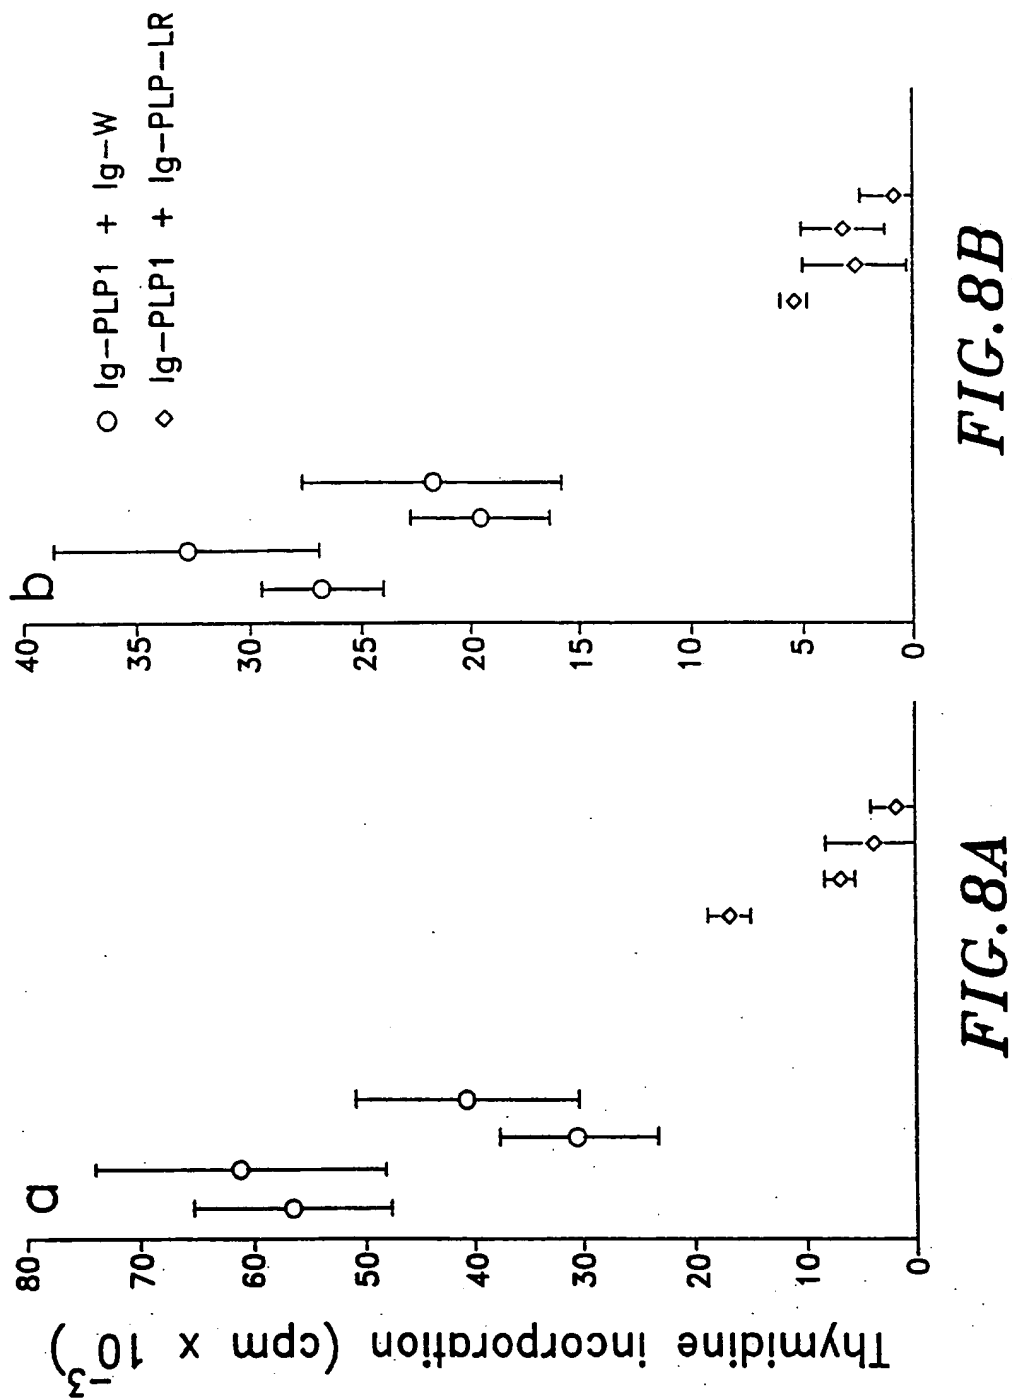 Thymidine incorporation (cpm x 10⁻³)
a
80
70
60
50
40
30
20
10
0
FIG.8A
b
40
35
30
25
20
15
10
5
0
Ig-PLP1 + Ig-W
Ig-PLP1 + Ig-PLP-LR
FIG.8B